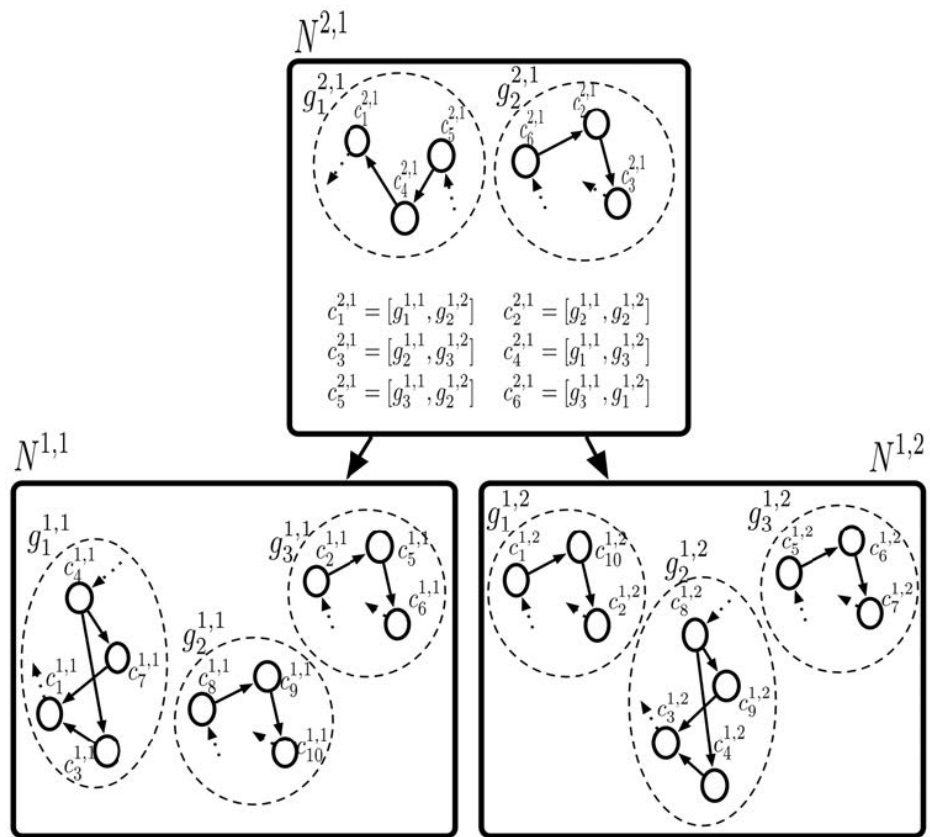 N^{2,1}
g_1^{2,1} g_2^{2,1}
c_1^{2,1} c_5^{2,1} c_6^{2,1} c_2^{2,1}
c_4^{2,1} c_3^{2,1}
c_1^{2,1} = [g_1^{1,1}, g_2^{1,2}] c_2^{2,1} = [g_2^{1,1}, g_2^{1,2}]
c_3^{2,1} = [g_2^{1,1}, g_3^{1,2}] c_4^{2,1} = [g_1^{1,1}, g_3^{1,2}]
c_5^{2,1} = [g_3^{1,1}, g_2^{1,2}] c_6^{2,1} = [g_3^{1,1}, g_1^{1,2}]
N^{1,1}
g_1^{1,1}
c_4^{1,1}
c_7^{1,1}
c_1^{1,1}
c_3^{1,1}
g_2^{1,1}
c_8^{1,1} c_9^{1,1}
c_{10}^{1,1}
g_3^{1,1}
c_2^{1,1} c_5^{1,1}
c_6^{1,1}
N^{1,2}
g_1^{1,2}
c_1^{1,2} c_{10}^{1,2}
c_2^{1,2}
g_2^{1,2}
c_8^{1,2}
c_9^{1,2}
c_3^{1,2}
c_4^{1,2}
g_3^{1,2}
c_5^{1,2} c_6^{1,2}
c_7^{1,2}